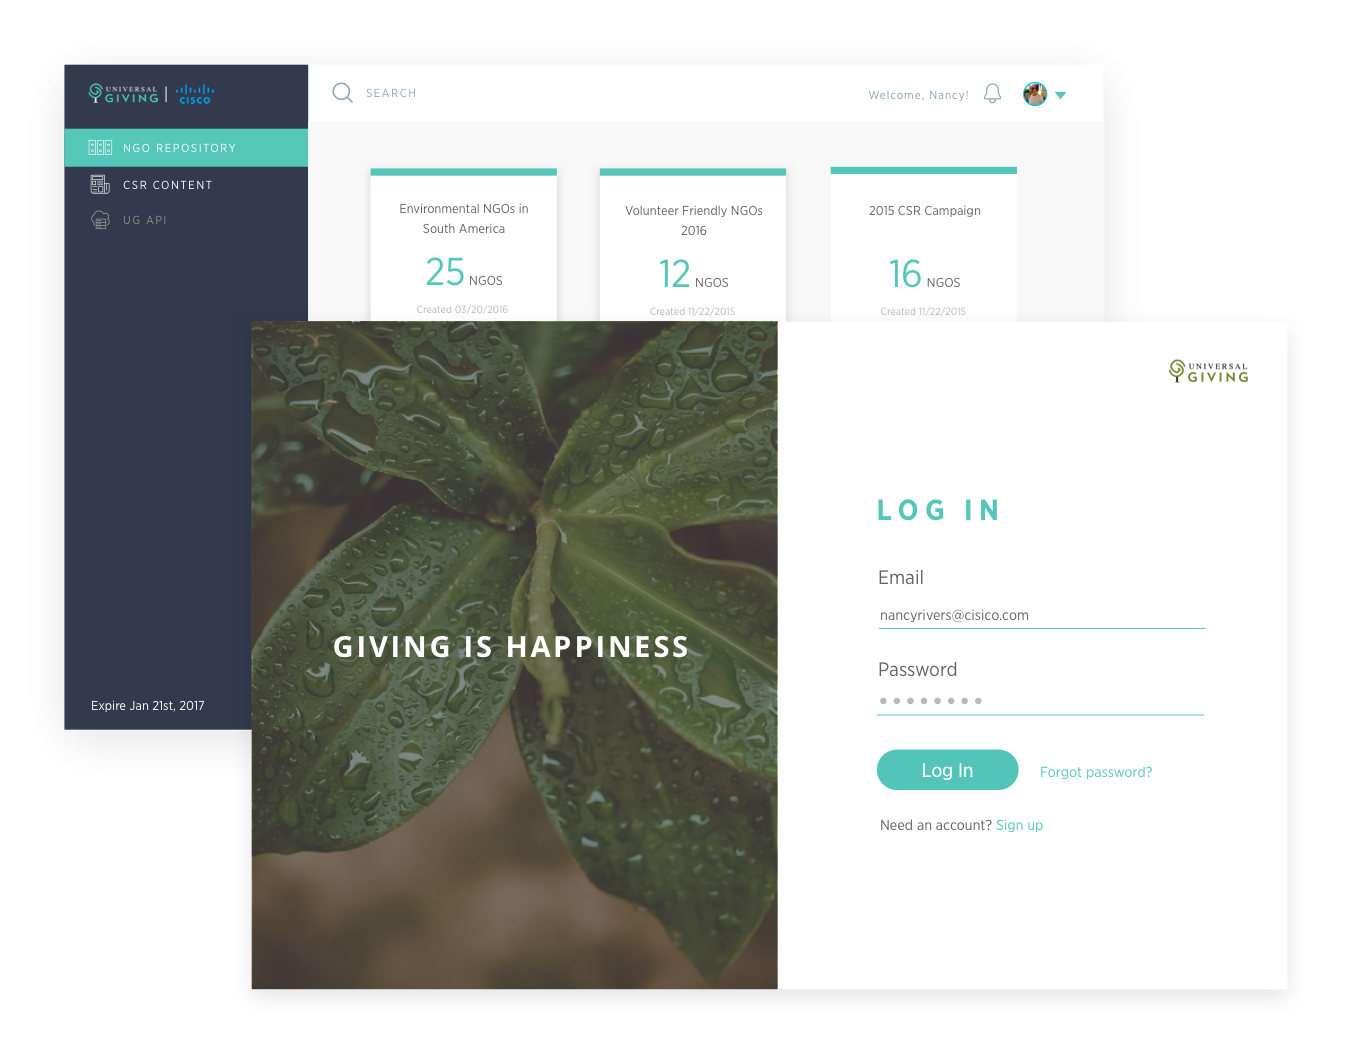 UNIVERSAL
GIVING
CISCO
SEARCH
Welcome, Nancy!
NGO REPOSITORY
CSR CONTENT
UG API
Environmental NGOs in
South America
25 NGOS
Created 03/20/2016
Volunteer Friendly NGOs
2016
12 NGOS
Created 11/22/2015
2015 CSR Campaign
16 NGOS
Created 11/22/2015
Expire Jan 21st, 2017
GIVING IS HAPPINESS
UNIVERSAL
GIVING
LOG IN
Email
nancyrivers@cisico.com
Password
Log In
Forgot password?
Need an account? Sign up